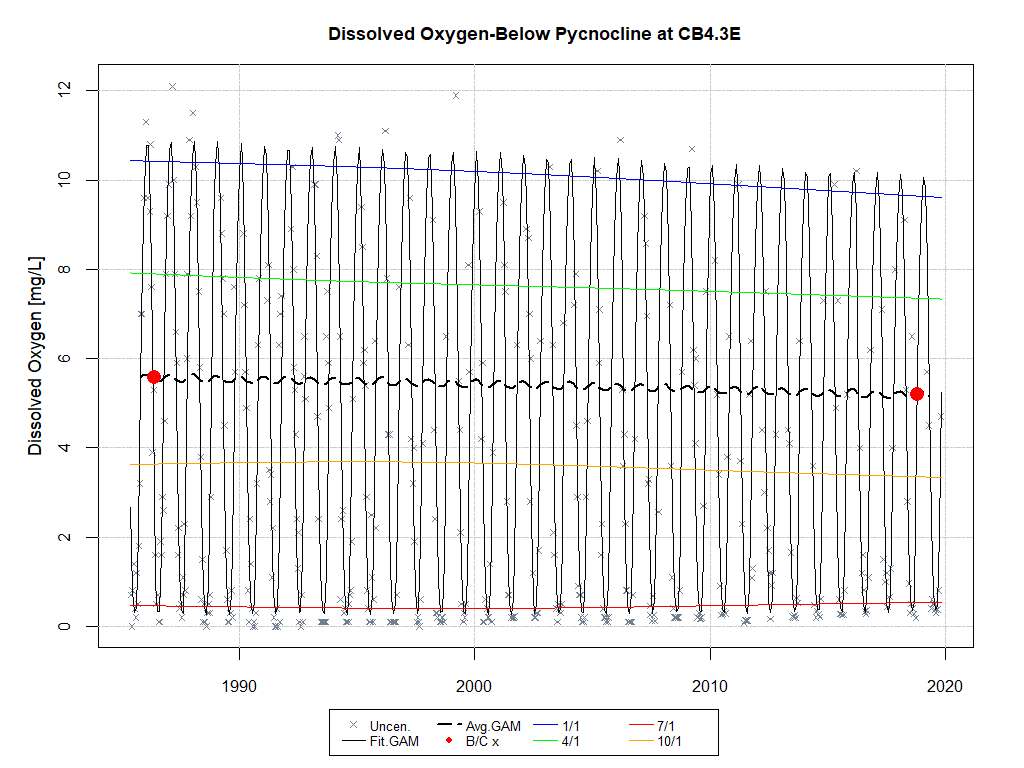 Dissolved Oxygen-Below Pycnocline at CB4.3E
Dissolved Oxygen [mg/L]
12
10
8
6
4
2
0
1990 2000 2010 2020
Uncen. Avg.GAM 1/1 7/1
Fit.GAM B/C x 4/1 10/1